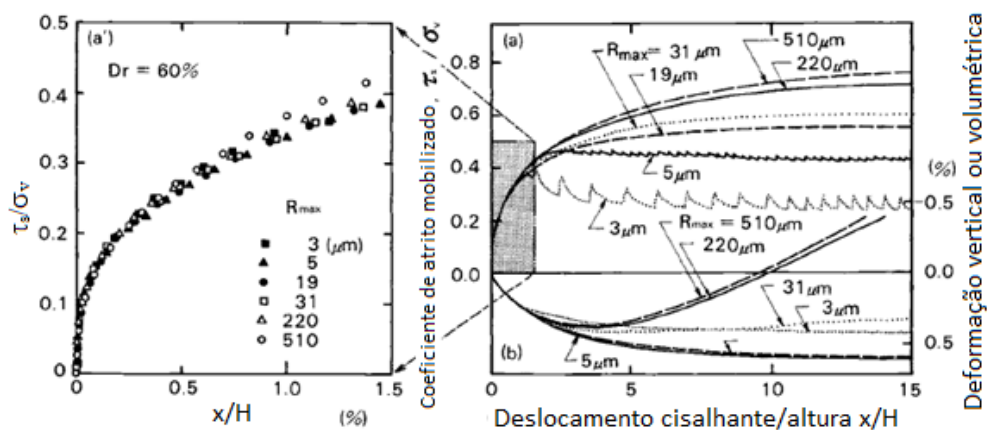 (a')
Dr = 60%
0.5
0.4
0.3
0.2
0.1
0
τs/σv
Rmax
3 (μm)
5
19
31
220
510
0
0.5
1.0
1.5
x/H
(%)
Coeficiente de atrito mobilizado, τs
σv
(a)
0.8
0.6
0.4
0.2
0.0
Rmax= 31 μm
19μm
510μm
220μm
5μm
3μm
Rmax = 510μm
220μm
31μm
3μm
5μm
(b)
(%)
-0.5
0.0
0.5
0
5
10
15
Deslocamento cisalhante/altura x/H
Deformação vertical ou volumétrica